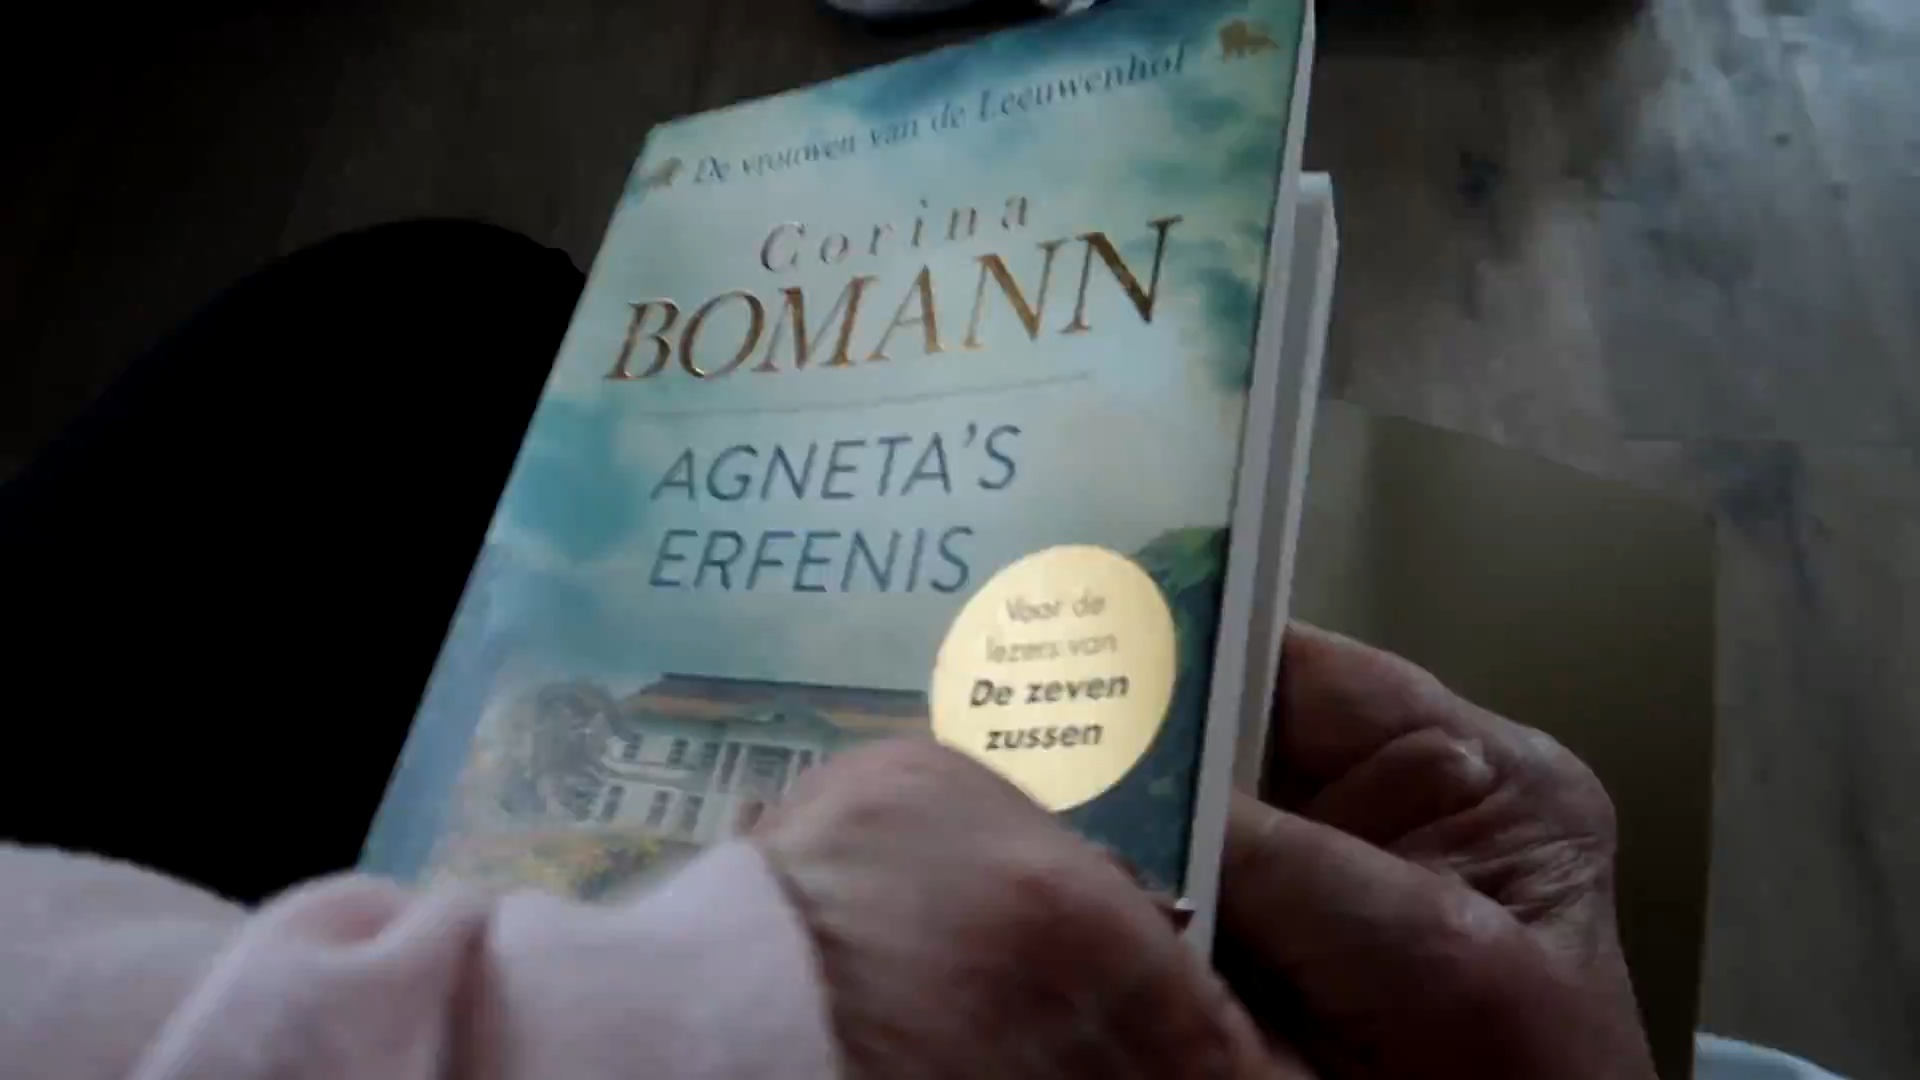 De vrouwen van de Leeuwenhof
Corina
BOMANN
AGNETA'S
ERFENIS
Voor de
lezers van
De zeven
zussen